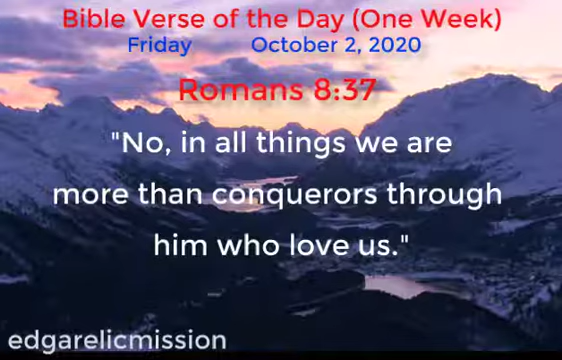 Bible Verse of the Day (One Week)
Friday October 2, 2020
Romans 8:37
"No, in all things we are
more than conquerors through
him who love us."
edgarelicmission